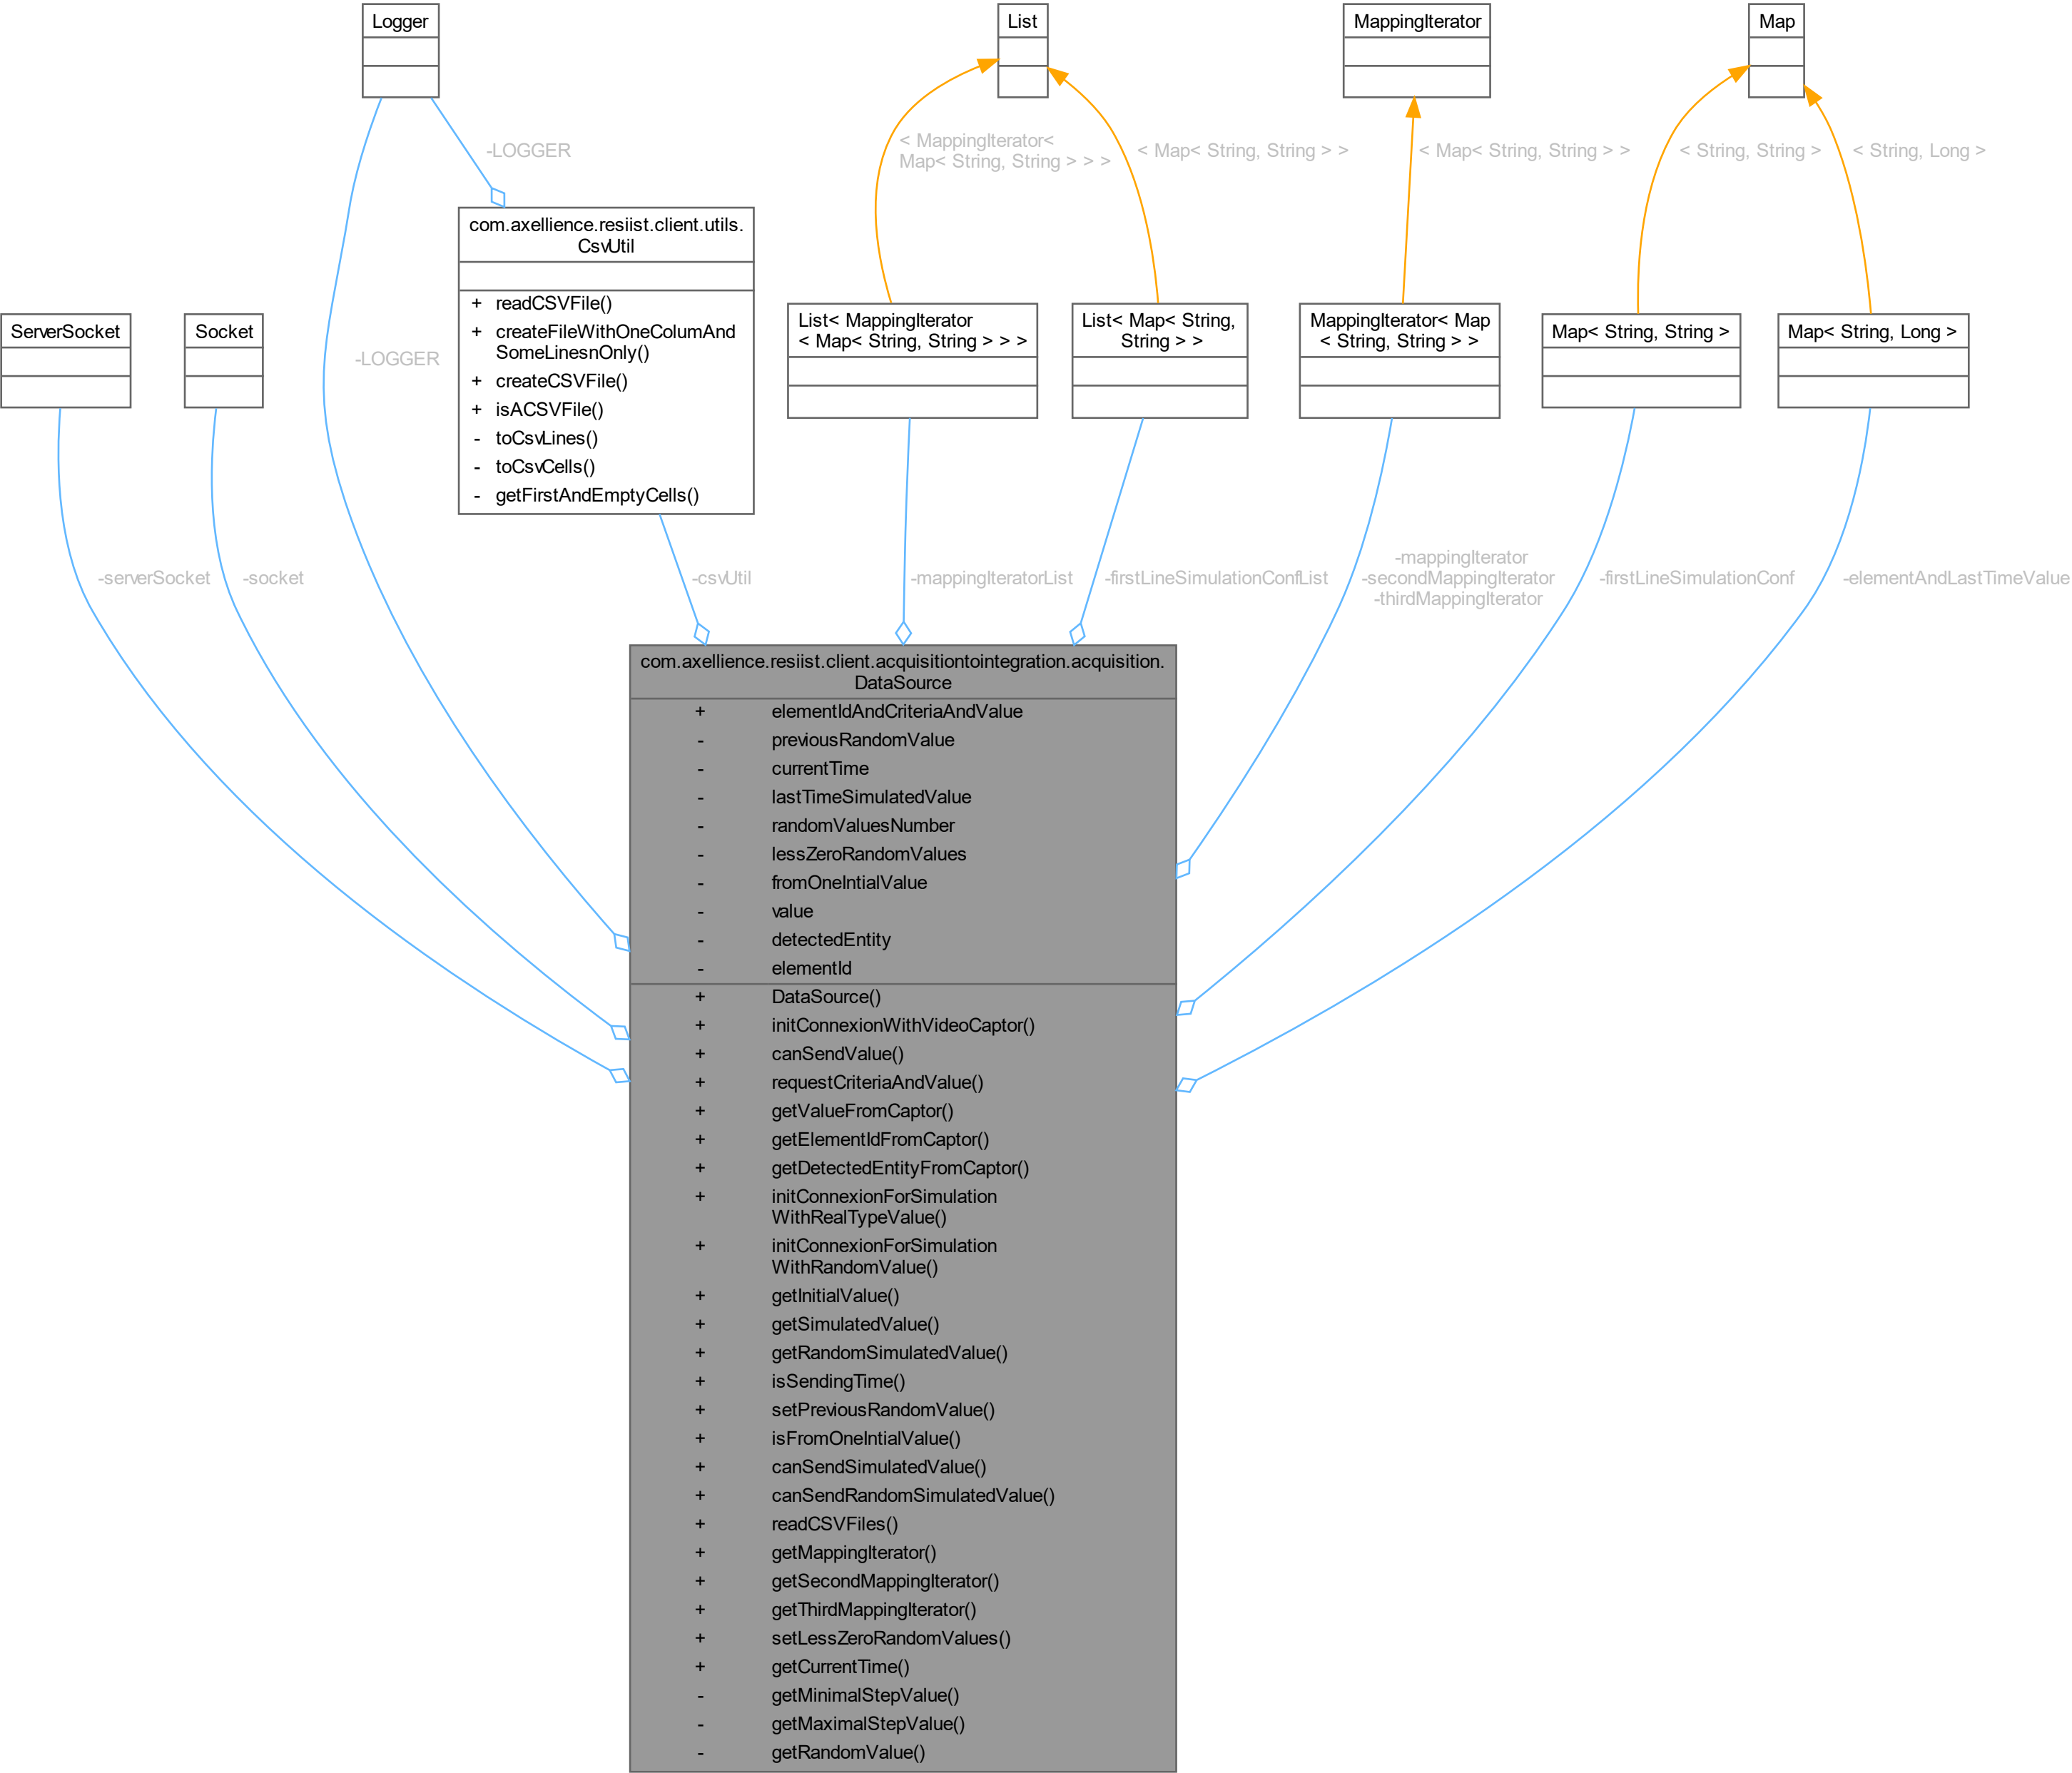 Logger
List
MappingIterator
Map
-LOGGER
< MappingIterator<
Map< String, String > > >
< Map< String, String > >
< Map< String, String > >
< String, String >
< String, Long >
com.axellience.resiist.client.utils.
CsvUtil
+ readCSVFile()
+ createFileWithOneColumAnd
SomeLinesnOnly()
+ createCSVFile()
+ isACSVFile()
- toCsvLines()
- toCsvCells()
- getFirstAndEmptyCells()
ServerSocket
Socket
-LOGGER
List< MappingIterator
< Map< String, String > > >
List< Map< String,
String > >
MappingIterator< Map
< String, String > >
Map< String, String >
Map< String, Long >
-serverSocket
-socket
-csvUtil
-mappingIteratorList
-firstLineSimulationConfList
-mappingIterator
-secondMappingIterator
-thirdMappingIterator
-firstLineSimulationConf
-elementAndLastTimeValue
com.axellience.resiist.client.acquisitiontointegration.acquisition.
DataSource
+ elementIdAndCriteriaAndValue
- previousRandomValue
- currentTime
- lastTimeSimulatedValue
- randomValuesNumber
- lessZeroRandomValues
- fromOneIntialValue
- value
- detectedEntity
- elementId
+ DataSource()
+ initConnexionWithVideoCaptor()
+ canSendValue()
+ requestCriteriaAndValue()
+ getValueFromCaptor()
+ getElementIdFromCaptor()
+ getDetectedEntityFromCaptor()
+ initConnexionForSimulation
WithRealTypeValue()
+ initConnexionForSimulation
WithRandomValue()
+ getInitialValue()
+ getSimulatedValue()
+ getRandomSimulatedValue()
+ isSendingTime()
+ setPreviousRandomValue()
+ isFromOneIntialValue()
+ canSendSimulatedValue()
+ canSendRandomSimulatedValue()
+ readCSVFiles()
+ getMappingIterator()
+ getSecondMappingIterator()
+ getThirdMappingIterator()
+ setLessZeroRandomValues()
+ getCurrentTime()
- getMinimalStepValue()
- getMaximalStepValue()
- getRandomValue()